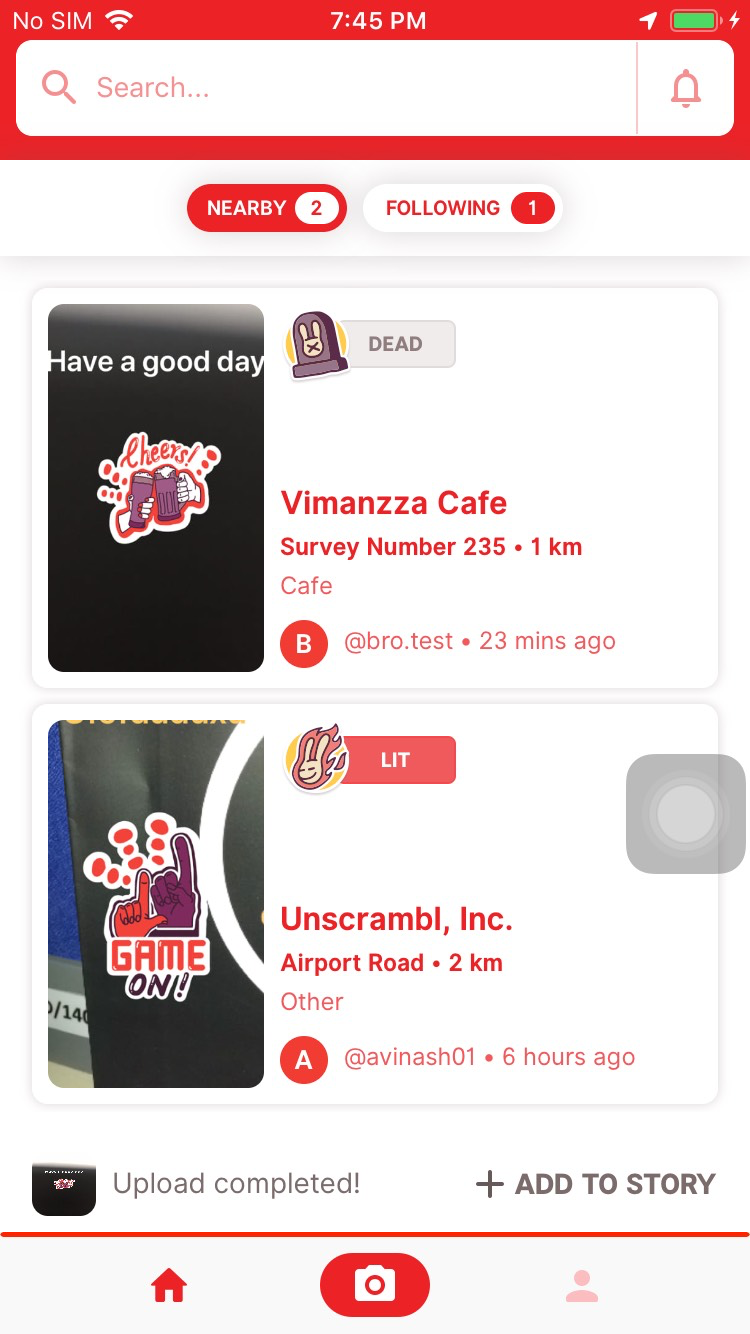 No SIM 7:45 PM
Search...
NEARBY 2 FOLLOWING 1
Have a good day
Cheers!
DEAD
Vimanzza Cafe
Survey Number 235 • 1 km
Cafe
B @bro.test • 23 mins ago
LIT
GAME
ON!
/140
Unscrambl, Inc.
Airport Road • 2 km
Other
A @avinash01 • 6 hours ago
Upload completed! + ADD TO STORY